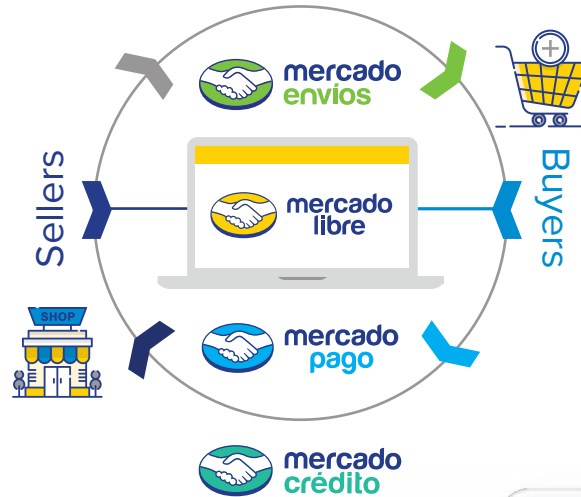 mercado
envios
Sellers
Buyers
mercado
libre
SHOP
mercado
pago
mercado
crédito